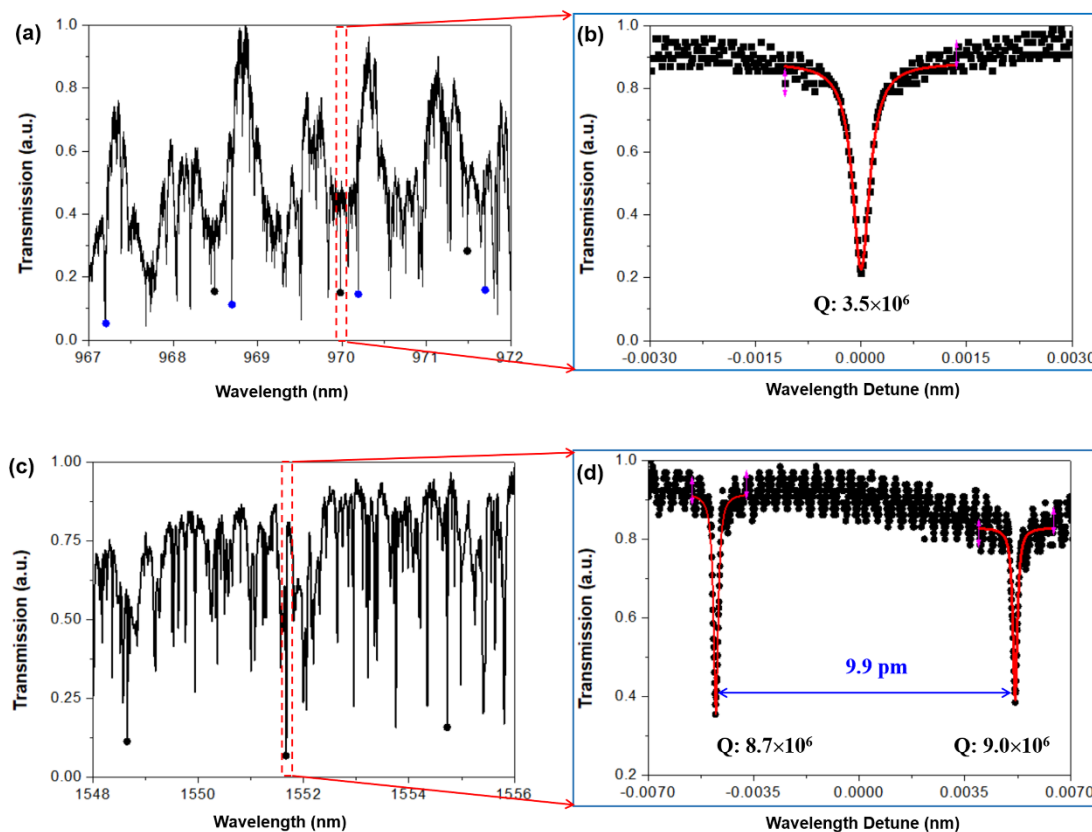 (a)
Transmission (a.u.)
1.0
0.8
0.6
0.4
0.2
0.0
967 968 969 970 971 972
Wavelength (nm)
(b)
Transmission (a.u.)
1.0
0.8
0.6
0.4
0.2
0.0
Q: 3.5×10⁶
-0.0030 -0.0015 0.0000 0.0015 0.0030
Wavelength Detune (nm)
(c)
Transmission (a.u.)
1.00
0.75
0.50
0.25
0.00
1548 1550 1552 1554 1556
Wavelength (nm)
(d)
Transmission (a.u.)
1.0
0.8
0.6
0.4
0.2
9.9 pm
Q: 8.7×10⁶ Q: 9.0×10⁶
-0.0070 -0.0035 0.0000 0.0035 0.0070
Wavelength Detune (nm)